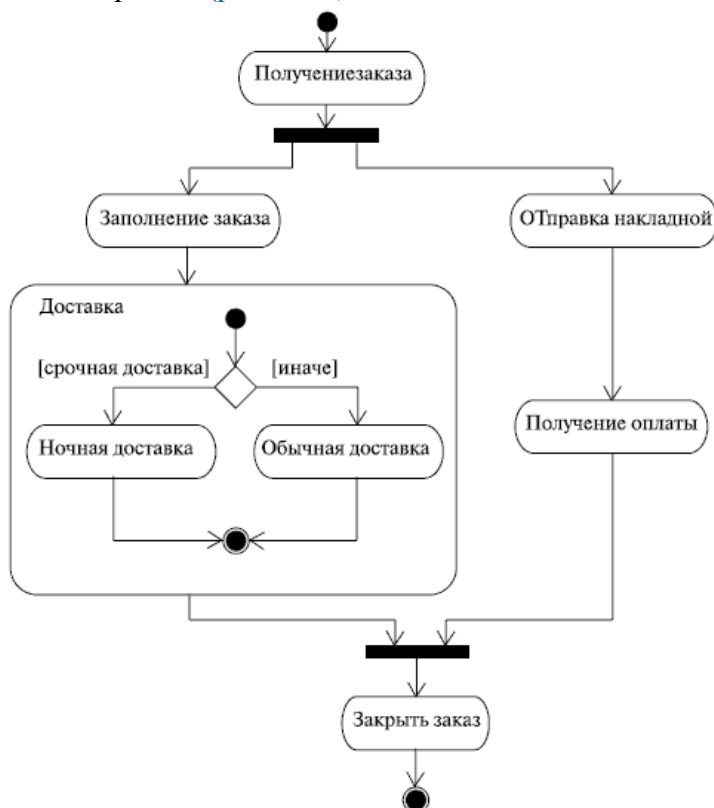 Получениезаказа
Заполнение заказа
ОТправка накладной
Доставка
[срочная доставка]
[иначе]
Ночная доставка
Обычная доставка
Получение оплаты
Закрыть заказ